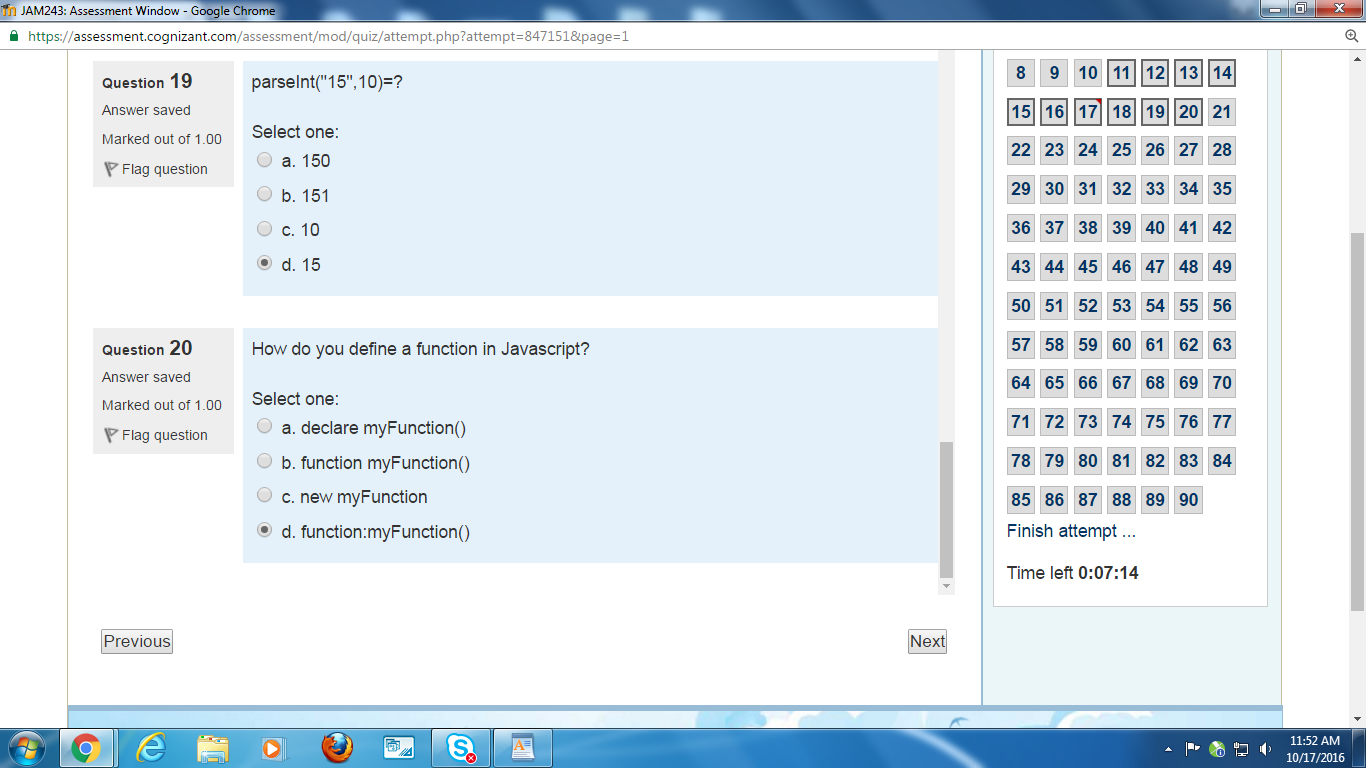 JAM243: Assessment Window - Google Chrome
https://assessment.cognizant.com/assessment/mod/quiz/attempt.php?attempt=847151&page=1
Question 19
Answer saved
Marked out of 1.00
Flag question
parseInt("15",10)=?
Select one:
a. 150
b. 151
c. 10
d. 15
Question 20
Answer saved
Marked out of 1.00
Flag question
How do you define a function in Javascript?
Select one:
a. declare myFunction()
b. function myFunction()
c. new myFunction
d. function:myFunction()
Previous
Next
8 9 10 11 12 13 14
15 16 17 18 19 20 21
22 23 24 25 26 27 28
29 30 31 32 33 34 35
36 37 38 39 40 41 42
43 44 45 46 47 48 49
50 51 52 53 54 55 56
57 58 59 60 61 62 63
64 65 66 67 68 69 70
71 72 73 74 75 76 77
78 79 80 81 82 83 84
85 86 87 88 89 90
Finish attempt ...
Time left 0:07:14
11:52 AM
10/17/2016